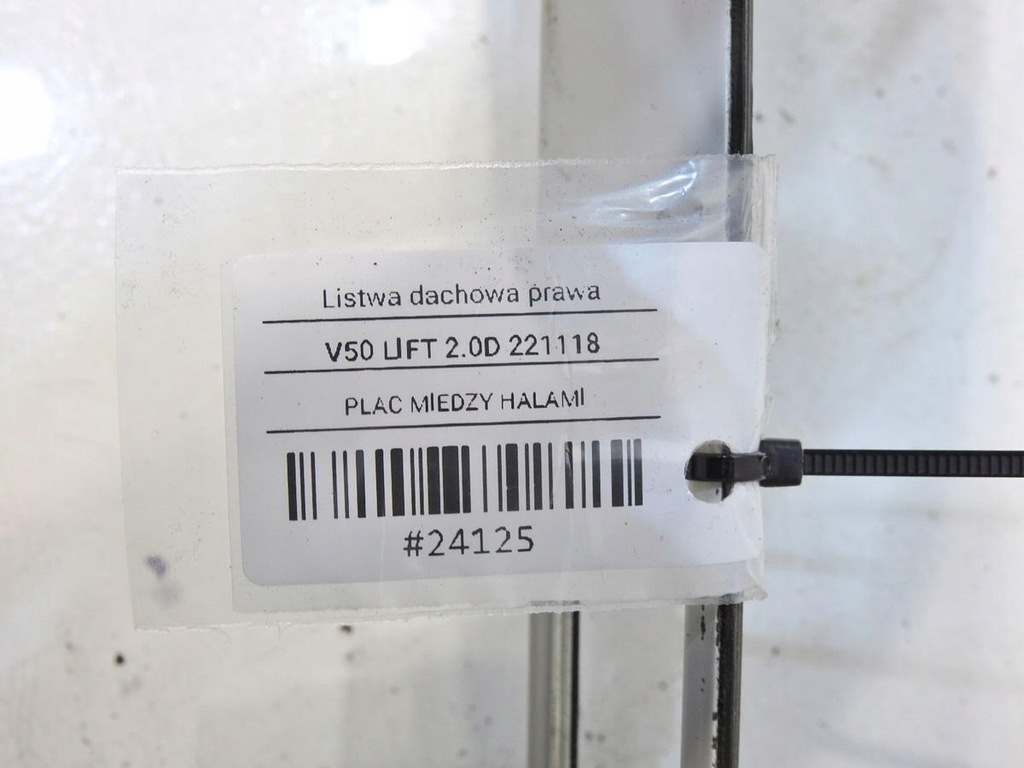 Listwa dachowa prawa
V50 LIFT 2.0D 221118
PLAC MIEDZY HALAMI
#24125